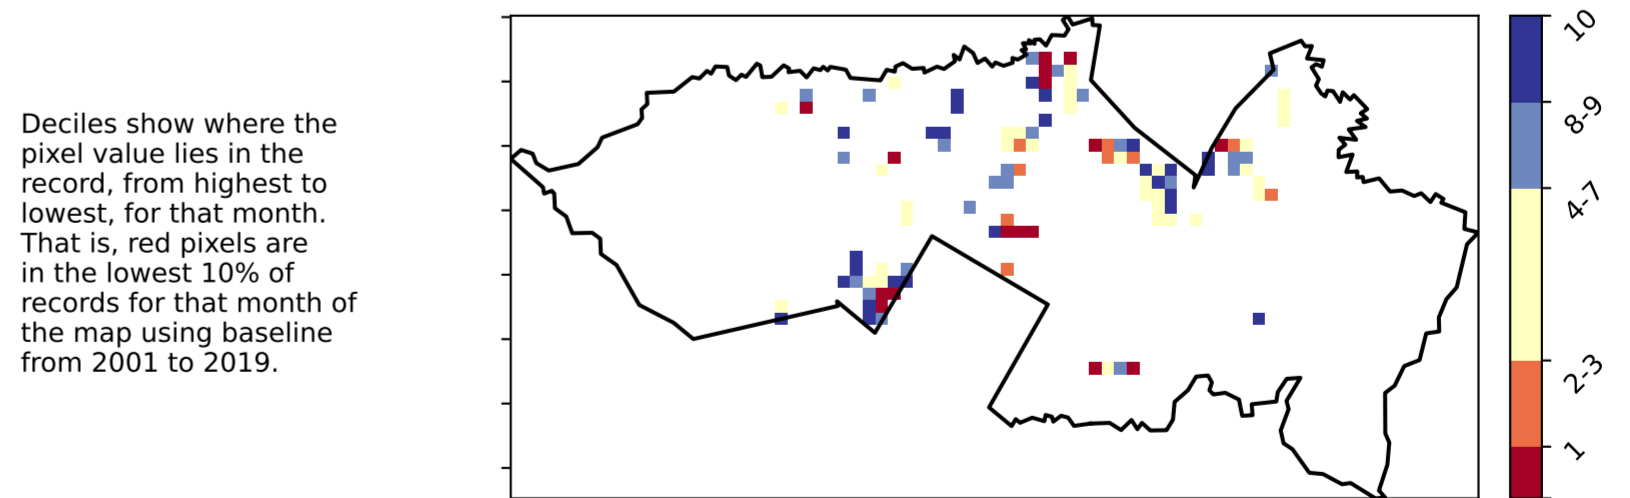 Deciles show where the
pixel value lies in the
record, from highest to
lowest, for that month.
That is, red pixels are
in the lowest 10% of
records for that month of
the map using baseline
from 2001 to 2019.
10
8-9
4-7
2-3
1